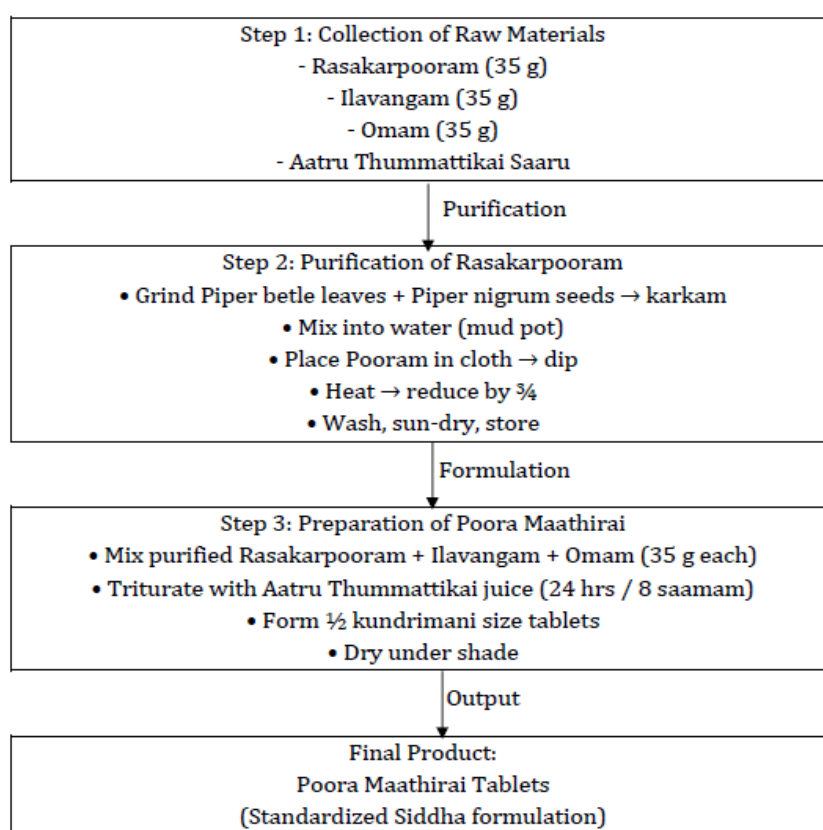 Step 1: Collection of Raw Materials
- Rasakarpooram (35 g)
- Ilavangam (35 g)
- Omam (35 g)
- Aatru Thummattikai Saaru
Purification
Step 2: Purification of Rasakarpooram
• Grind Piper betle leaves + Piper nigrum seeds → karkam
• Mix into water (mud pot)
• Place Pooram in cloth → dip
• Heat → reduce by ¾
• Wash, sun-dry, store
Formulation
Step 3: Preparation of Poora Maathirai
• Mix purified Rasakarpooram + Ilavangam + Omam (35 g each)
• Triturate with Aatru Thummattikai juice (24 hrs / 8 saamam)
• Form ½ kundrimani size tablets
• Dry under shade
Output
Final Product:
Poora Maathirai Tablets
(Standardized Siddha formulation)